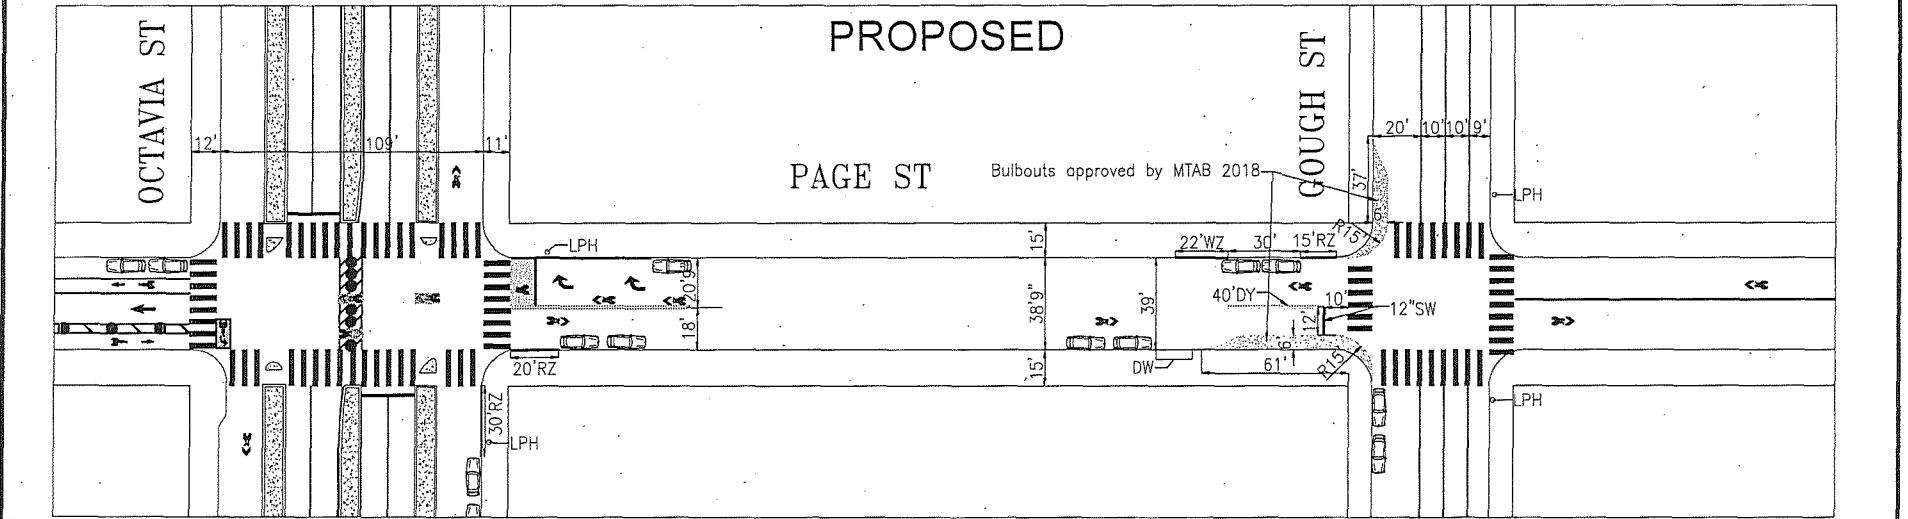 PROPOSED
OCTAVIA ST
GOUGH ST
PAGE ST
Bulbouts approved by MTAB 2018
12'
109'
11'
20'
10'
10'
9'
37'
6'
R15'
LPH
LPH
15'
22'WZ
30'
15'RZ
20'9"
18'
38'9"
39'
40'DY
10'
12'
12"SW
6'
20'RZ
15'
DW
61'
R15'
30'RZ
LPH
LPH